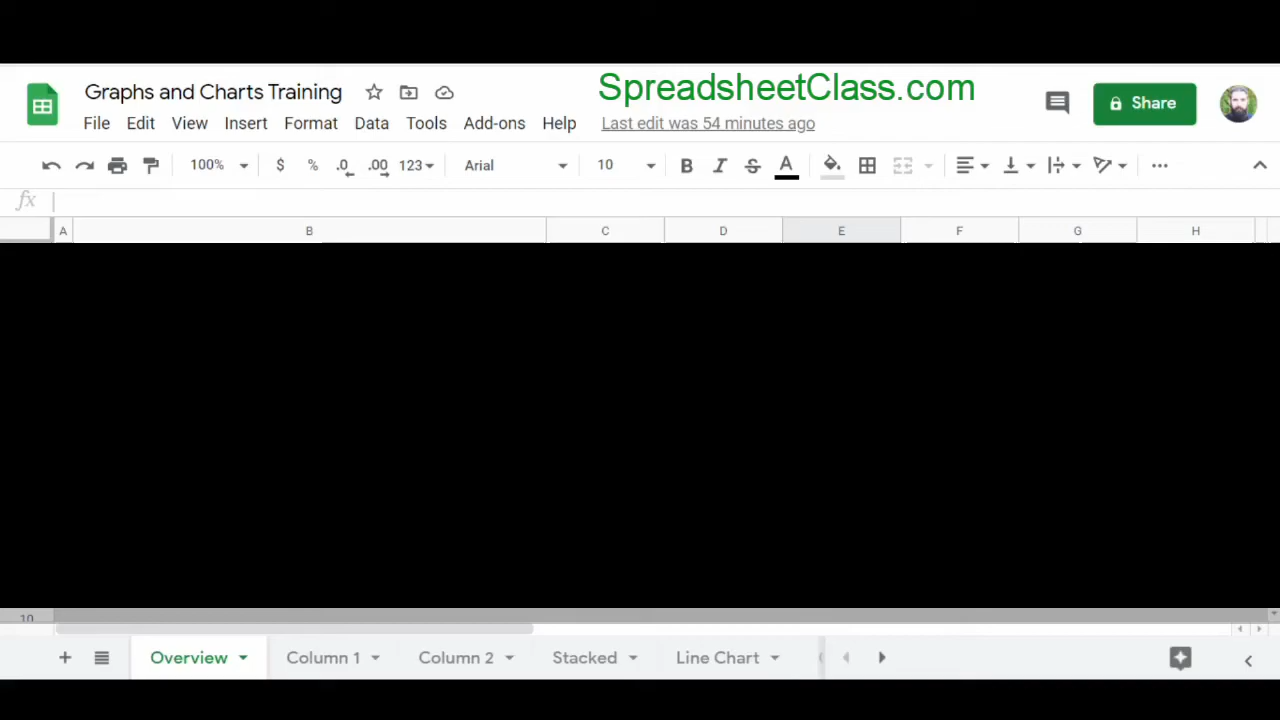 Graphs and Charts Training
SpreadsheetClass.com
Share
File Edit View Insert Format Data Tools Add-ons Help Last edit was 54 minutes ago
100% $ % .0 .00 123 Arial 10 B I S A
fx
A B C D E F G H
10
Overview Column 1 Column 2 Stacked Line Chart